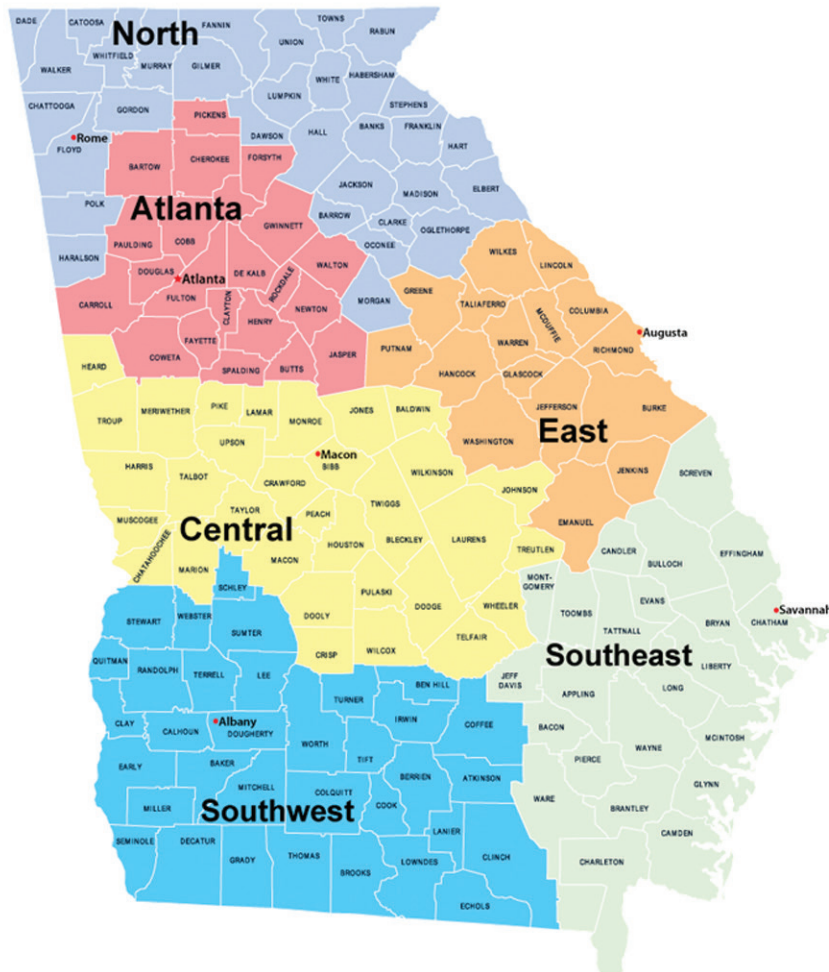 DADE
CATOOSA
FANNIN
TOWNS
RABUN
North
UNION
WHITFIELD
MURRAY
GILMER
WALKER
WHITE
HABERSHAM
LUMPKIN
STEPHENS
CHATTOOGA
GORDON
PICKENS
DAWSON
HALL
BANKS
FRANKLIN
HART
Rome
FLOYD
BARTOW
CHEROKEE
FORSYTH
JACKSON
MADISON
ELBERT
POLK
Atlanta
BARROW
CLARKE
OGLETHORPE
GWINNETT
OCONEE
PAULDING
COBB
HARALSON
WALTON
WILKES
LINCOLN
DOUGLAS
Atlanta
DE KALB
ROCKDALE
FULTON
CARROLL
CLAYTON
NEWTON
MORGAN
GREENE
TALIAFERRO
MCDUFFIE
COLUMBIA
HENRY
Augusta
FAYETTE
WARREN
RICHMOND
COWETA
JASPER
PUTNAM
HEARD
SPALDING
BUTTS
HANCOCK
GLASCOCK
TROUP
MERIWETHER
PIKE
LAMAR
MONROE
JONES
BALDWIN
JEFFERSON
BURKE
UPSON
WASHINGTON
East
Macon
BIBB
HARRIS
TALBOT
CRAWFORD
WILKINSON
JENKINS
SCREVEN
JOHNSON
TAYLOR
PEACH
TWIGGS
MUSCOGEE
Central
EMANUEL
HOUSTON
BLECKLEY
LAURENS
CHATAHOOCHEE
MARION
MACON
TREUTLEN
CANDLER
BULLOCH
EFFINGHAM
SCHLEY
PULASKI
DODGE
MONT-
GOMERY
WHEELER
TOOMBS
EVANS
Savannah
STEWART
WEBSTER
SUMTER
DOOLY
TATTNALL
BRYAN
CHATHAM
CRISP
WILCOX
TELFAIR
Southeast
QUITMAN
RANDOLPH
TERRELL
LEE
LIBERTY
JEFF
DAVIS
BEN HILL
APPLING
LONG
TURNER
CLAY
CALHOUN
Albany
DOUGHERTY
IRWIN
COFFEE
BACON
WORTH
WAYNE
MCINTOSH
EARLY
BAKER
TIFT
PIERCE
BERRIEN
ATKINSON
MITCHELL
COLQUITT
GLYNN
MILLER
Southwest
COOK
WARE
BRANTLEY
SEMINOLE
DECATUR
LANIER
CAMDEN
GRADY
THOMAS
BROOKS
LOWNDES
CLINCH
CHARLETON
ECHOLS